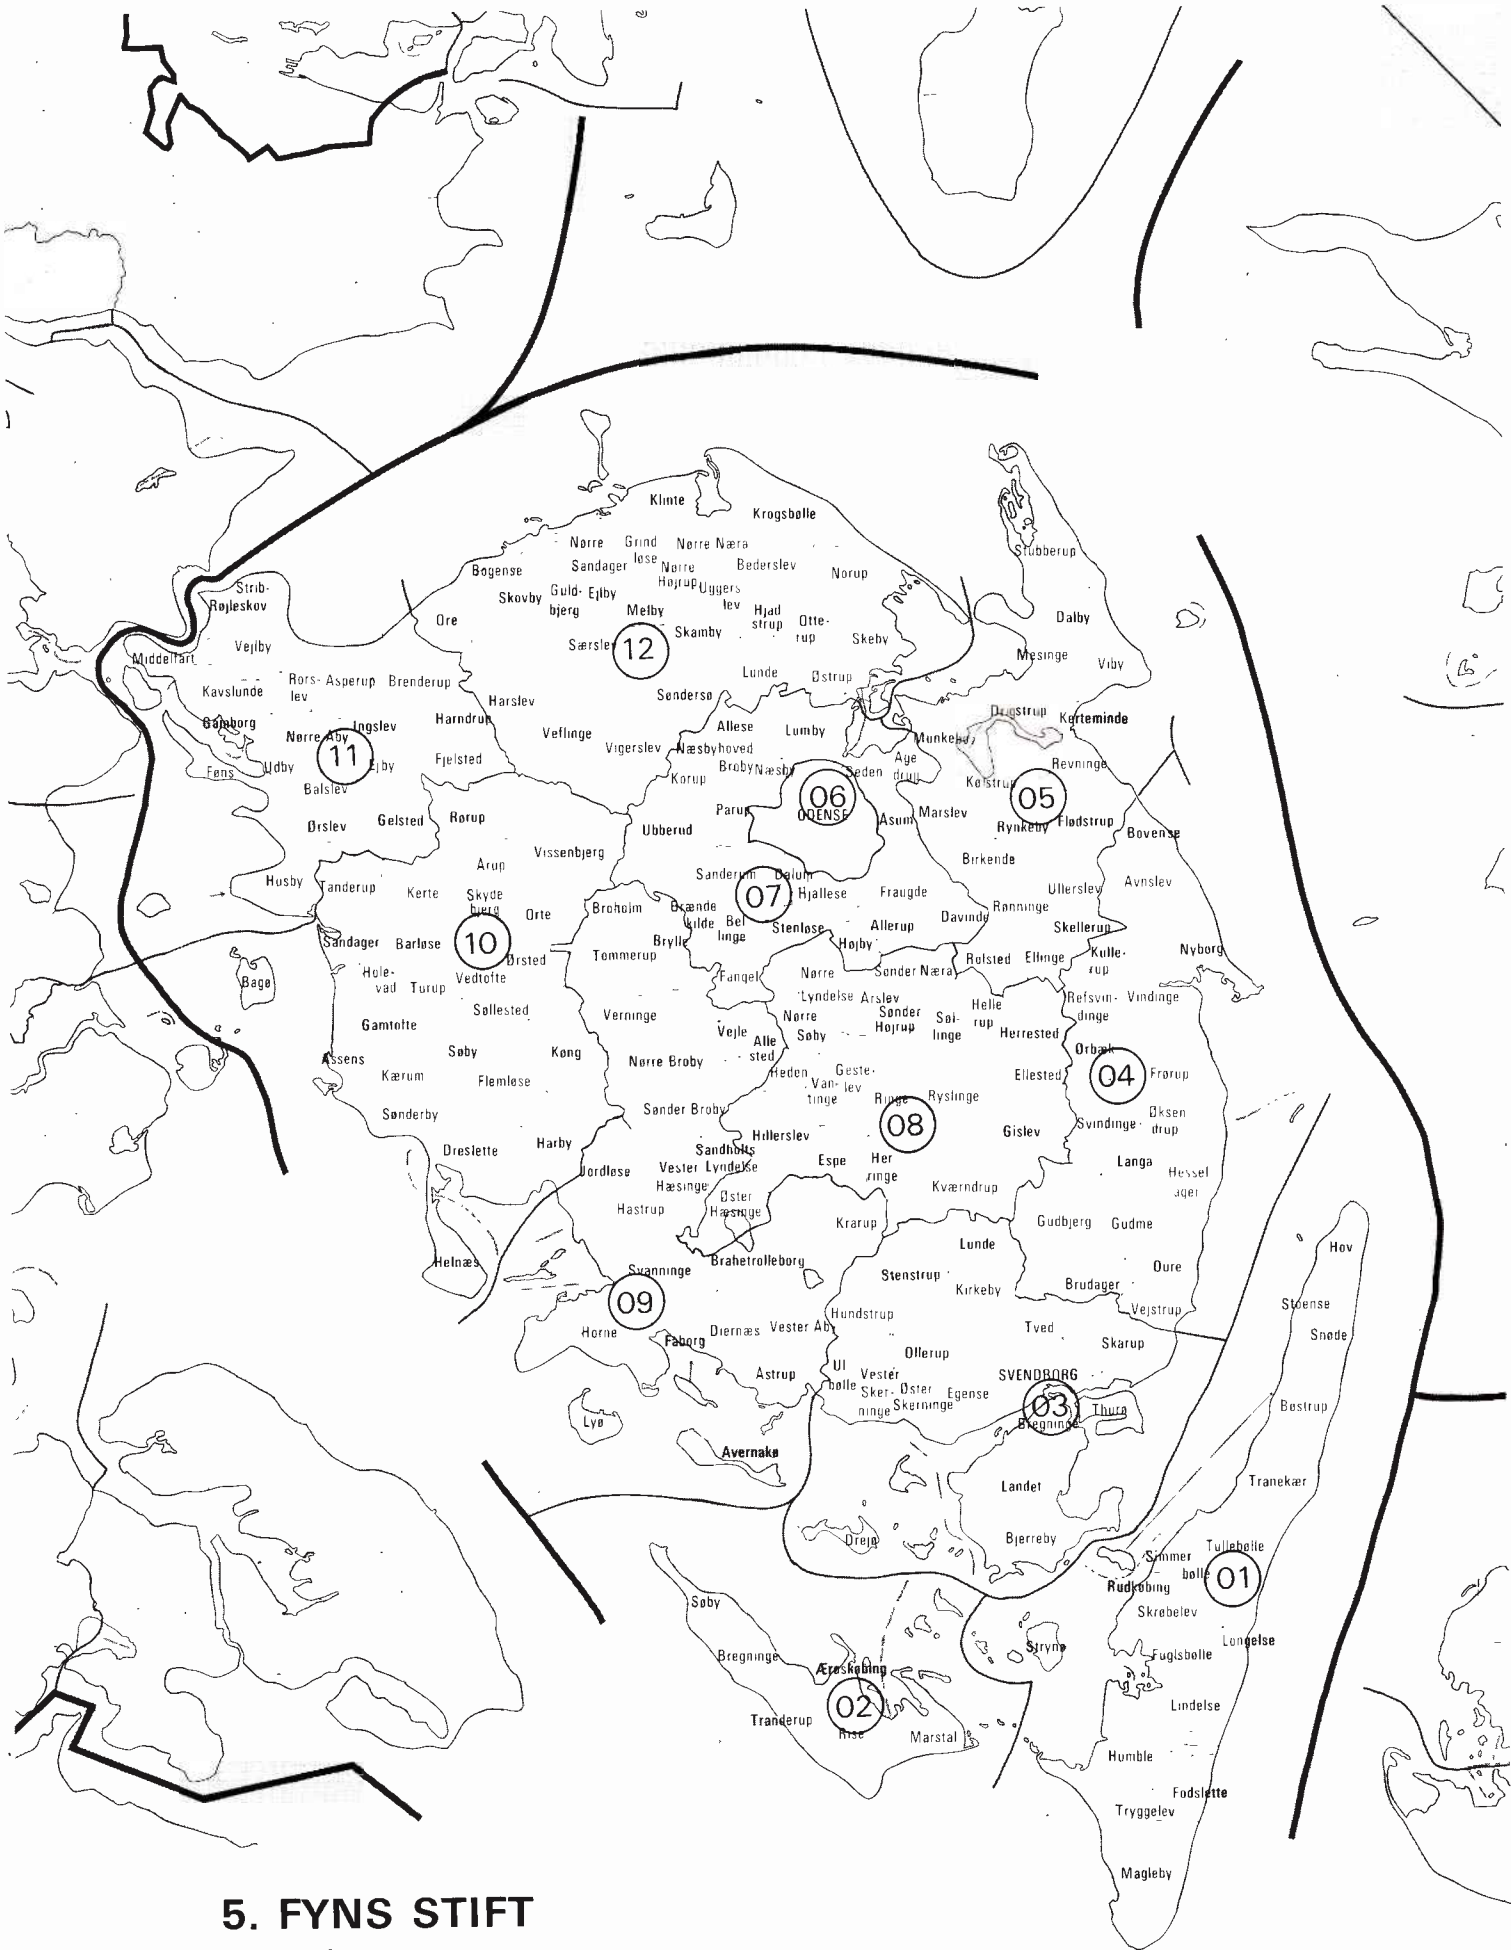 Klinte
Krogsbølle
Stubberup
Nørre
Sandager
Grind
løse
Nørre Næra
Nørre
Højrup
Bederslev
Norup
Bogense
Strib-
Røjleskov
Skovby
Guld-
bjerg
Ejlby
Uggers
lev
Melby
Hjad
strup
Otte-
rup
Dalby
Ore
Skamby
Skeby
Særslev
12
Vejlby
Middelfart
Mesinge
Viby
Lunde
Østrup
Kavslunde
Rors-
lev
Asperup
Brenderup
Søndersø
Harslev
Gamborg
Ingslev
Harndrup
Allese
Lumby
Drigstrup
Kerteminde
Nørre Aby
11
Veflinge
Vigerslev
Næsbyhoved
Broby
Næsby
Munkebo
Føns
Udby
Ejby
Fjelsted
Korup
Seden
Age
drup
Revninge
Balslev
Kølstrup
05
06
ODENSE
Ørslev
Gelsted
Rørup
Ubberud
Parup
Asum
Marslev
Rynkeby
Flødstrup
Bovense
Arup
Vissenbjerg
Birkende
Husby
Tanderup
Kerte
Skyde
bjerg
Orte
Sanderum
Dalum
07
Hjallese
Fraugde
Ullerslev
Avnslev
Broholm
Brænde
kilde
Bel
linge
Stenløse
Allerup
Davinde
Rønninge
Skellerup
Sandager
Barløse
10
Ørsted
Brylle
Tommerup
Højby
Kulle-
rup
Nyborg
Bagø
Hole-
vad
Turup
Vedtofte
Fangel
Nørre
Lyndelse
Sønder Næra
Rolsted
Ellinge
Arslev
Refsvin-
dinge
Vindinge
Gamtofte
Søllested
Verninge
Vejle
Nørre
Søby
Sønder
Højrup
Søl-
linge
Helle
rup
Herrested
Assens
Søby
Køng
Nørre Broby
Alle
sted
Ørbæk
Kærum
Flemløse
Heden
Van-
tinge
Geste-
lev
Ellested
04
Frørup
Sønderby
Sønder Broby
Ringe
08
Ryslinge
Svindinge
Øksen
drup
Dreslette
Harby
Hillerslev
Gislev
Sandholts
Lyndelse
Jordløse
Vester
Hæsinge
Espe
Her
ringe
Langa
Hessel
ager
Kværndrup
Hastrup
Øster
Hæsinge
Krarup
Gudbjerg
Gudme
Helnæs
Svanninge
Brahetrolleborg
Lunde
Hov
Stenstrup
Kirkeby
Brudager
Oure
09
Horne
Faborg
Diernæs
Vester Aby
Hundstrup
Vejstrup
Stoense
Tved
Skarup
Snøde
Ollerup
Astrup
Ul
bølle
Vester
Sker-
ninge
Øster
Skerninge
Egense
SVENDBORG
03
Bregninge
Thurø
Bøstrup
Lyø
Avernakø
Landet
Tranekær
Drejø
Bjerreby
Tullebølle
Simmer
bølle
01
Rudkøbing
Søby
Skrøbelev
Bregninge
Strynø
Fuglsbølle
Longelse
Ærøskøbing
02
Lindelse
Tranderup
Rise
Marstal
Humble
Fodslette
Tryggelev
Magleby
5. FYNS STIFT